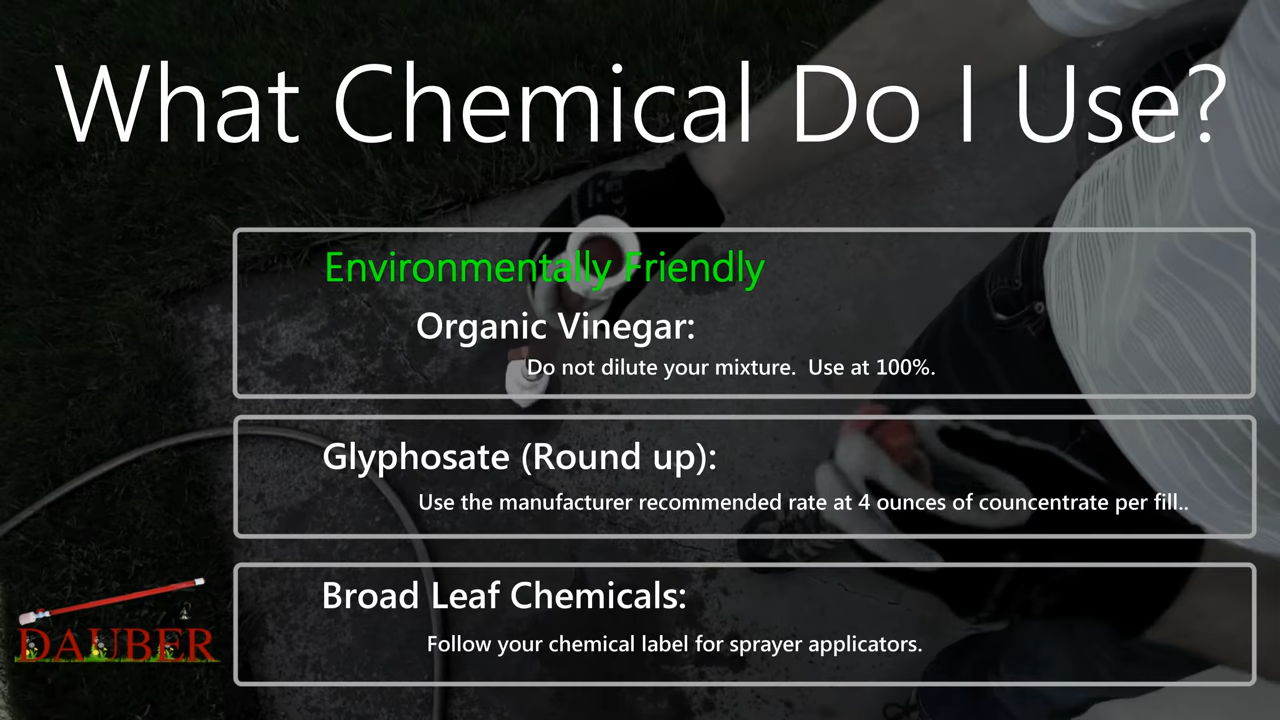 What Chemical Do I Use?
Environmentally Friendly
Organic Vinegar:
Do not dilute your mixture.  Use at 100%.
Glyphosate (Round up):
Use the manufacturer recommended rate at 4 ounces of councentrate per fill..
Broad Leaf Chemicals:
Follow your chemical label for sprayer applicators.
DAUBER